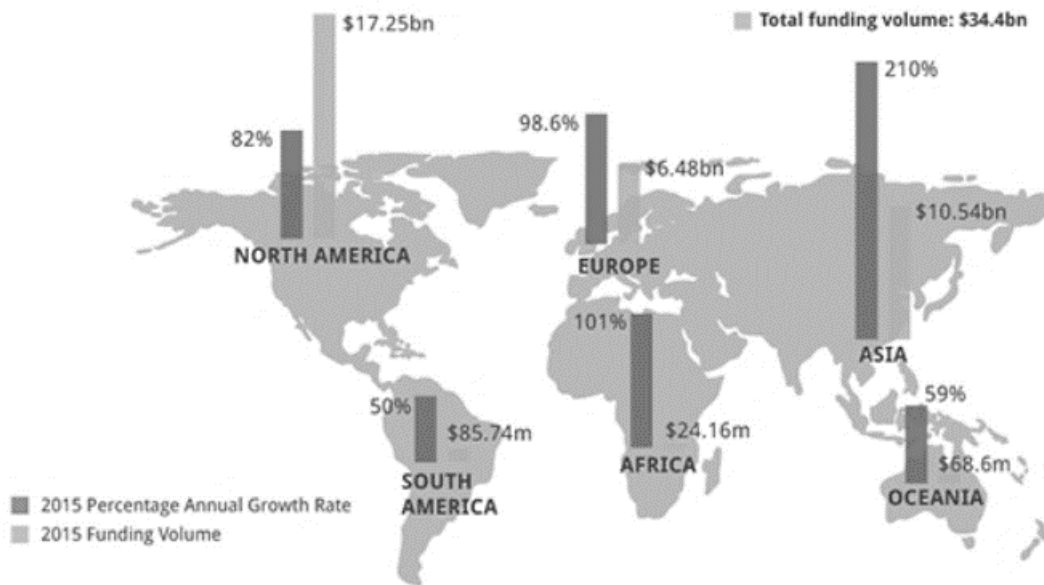 $17.25bn
Total funding volume: $34.4bn
82%
NORTH AMERICA
98.6%
$6.48bn
EUROPE
210%
$10.54bn
ASIA
101%
$24.16m
AFRICA
50%
$85.74m
SOUTH
AMERICA
59%
$68.6m
OCEANIA
2015 Percentage Annual Growth Rate
2015 Funding Volume